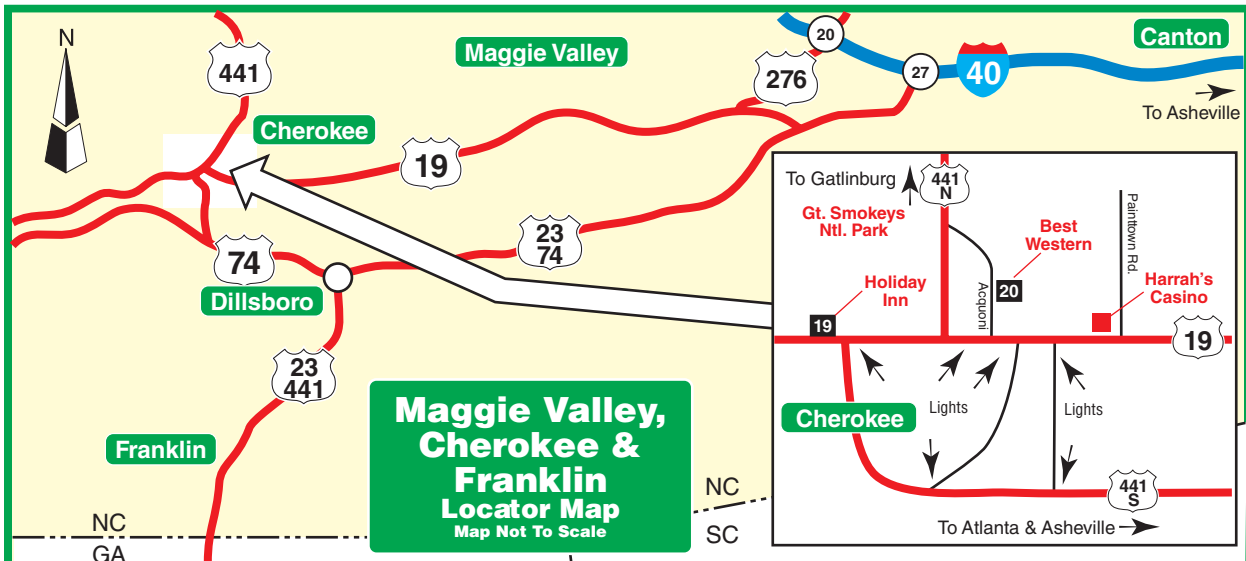 N
441
Maggie Valley
20
276
27
40
Canton
To Asheville
Cherokee
19
23
74
74
Dillsboro
23
441
Franklin
Maggie Valley,
Cherokee &
Franklin
Locator Map
Map Not To Scale
NC
GA
NC
SC
To Gatlinburg
441
N
Gt. Smokeys
Ntl. Park
Best
Western
Painttown Rd.
Holiday
Inn
Acquoni
20
Harrah's
Casino
19
19
Lights
Lights
Cherokee
441
S
To Atlanta & Asheville